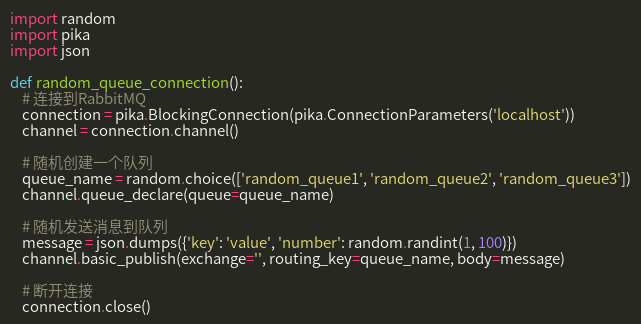 import random
import pika
import json
def random_queue_connection():
# 连接到RabbitMQ
connection = pika.BlockingConnection(pika.ConnectionParameters('localhost'))
channel = connection.channel()
# 随机创建一个队列
queue_name = random.choice(['random_queue1', 'random_queue2', 'random_queue3'])
channel.queue_declare(queue=queue_name)
# 随机发送消息到队列
message = json.dumps({'key': 'value', 'number': random.randint(1, 100)})
channel.basic_publish(exchange='', routing_key=queue_name, body=message)
# 断开连接
connection.close()